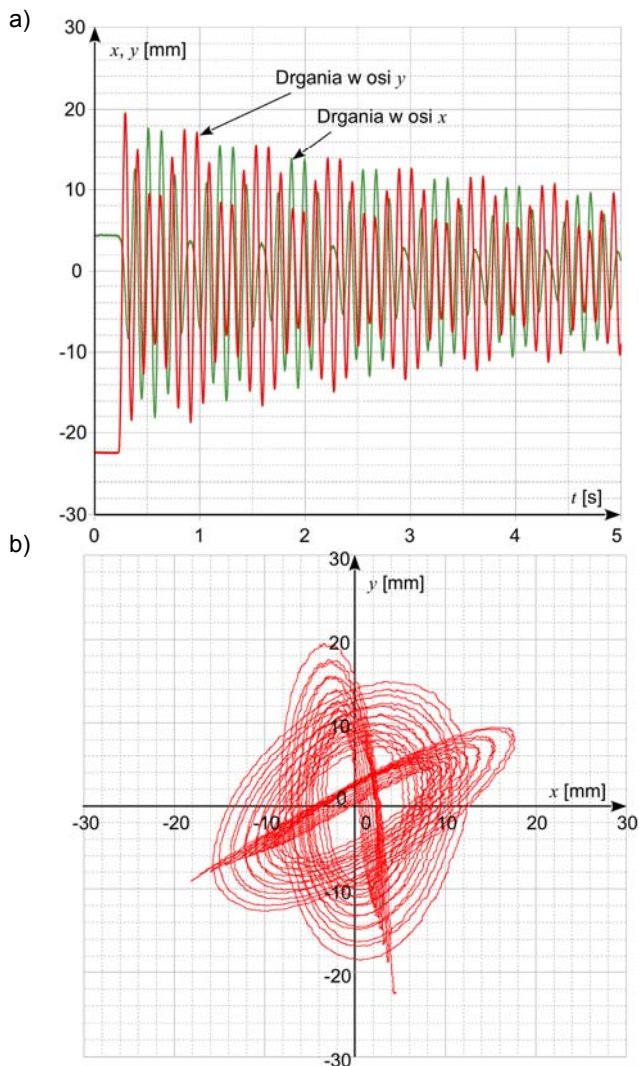 a)
30
x, y [mm]
Drgania w osi y
20
Drgania w osi x
10
0
-10
-20
t [s]
-30
0 1 2 3 4 5
b)
30
y [mm]
20
10
0
x [mm]
-30 -20 -10 0 10 20 30
-10
-20
-30